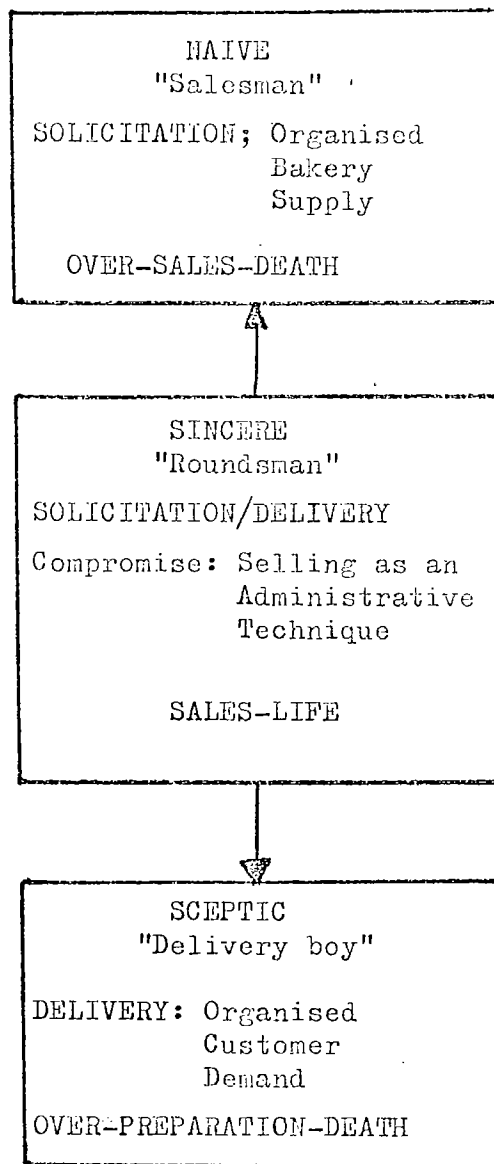 NAIVE
"Salesman"
SOLICITATION; Organised
Bakery
Supply
OVER-SALES-DEATH
SINCERE
"Roundsman"
SOLICITATION/DELIVERY
Compromise: Selling as an
Administrative
Technique
SALES-LIFE
SCEPTIC
"Delivery boy"
DELIVERY: Organised
Customer
Demand
OVER-PREPARATION-DEATH